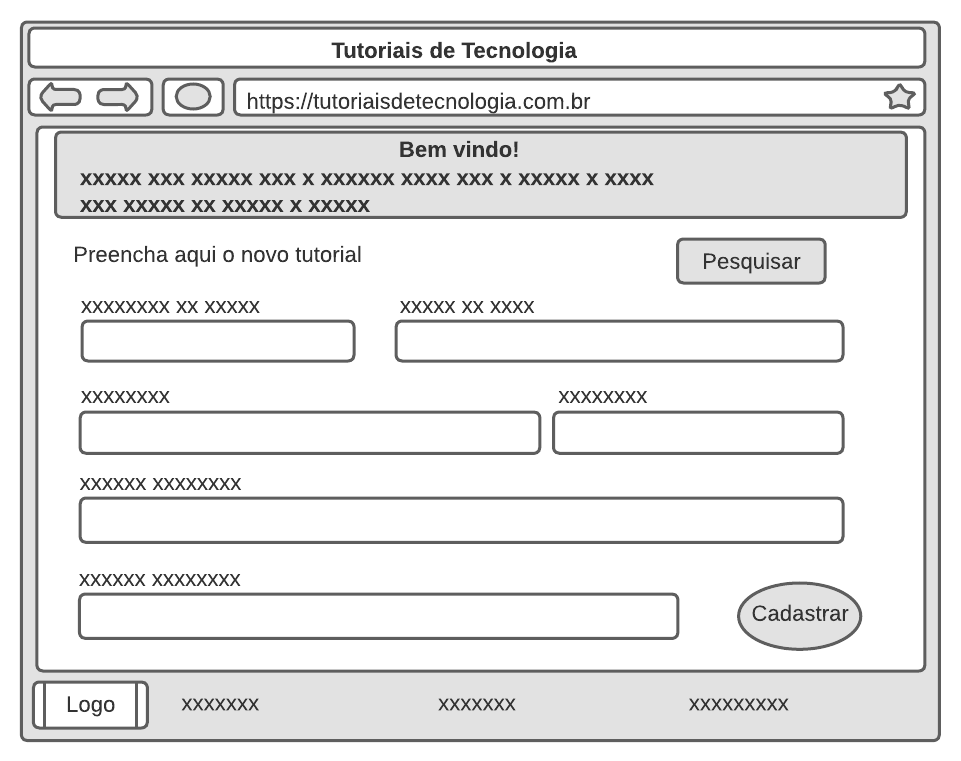 Tutoriais de Tecnologia
https://tutoriaisdetecnologia.com.br
Bem vindo!
xxxxx xxx xxxxx xxx x xxxxxx xxxx xxx x xxxxx x xxxx
xxx xxxxx xx xxxxx x xxxxx
Preencha aqui o novo tutorial
Pesquisar
xxxxxxxx xx xxxxx
xxxxx xx xxxx
xxxxxxxx
xxxxxxxx
xxxxxx xxxxxxxx
xxxxxx xxxxxxxx
Cadastrar
Logo
xxxxxxx
xxxxxxx
xxxxxxxxx